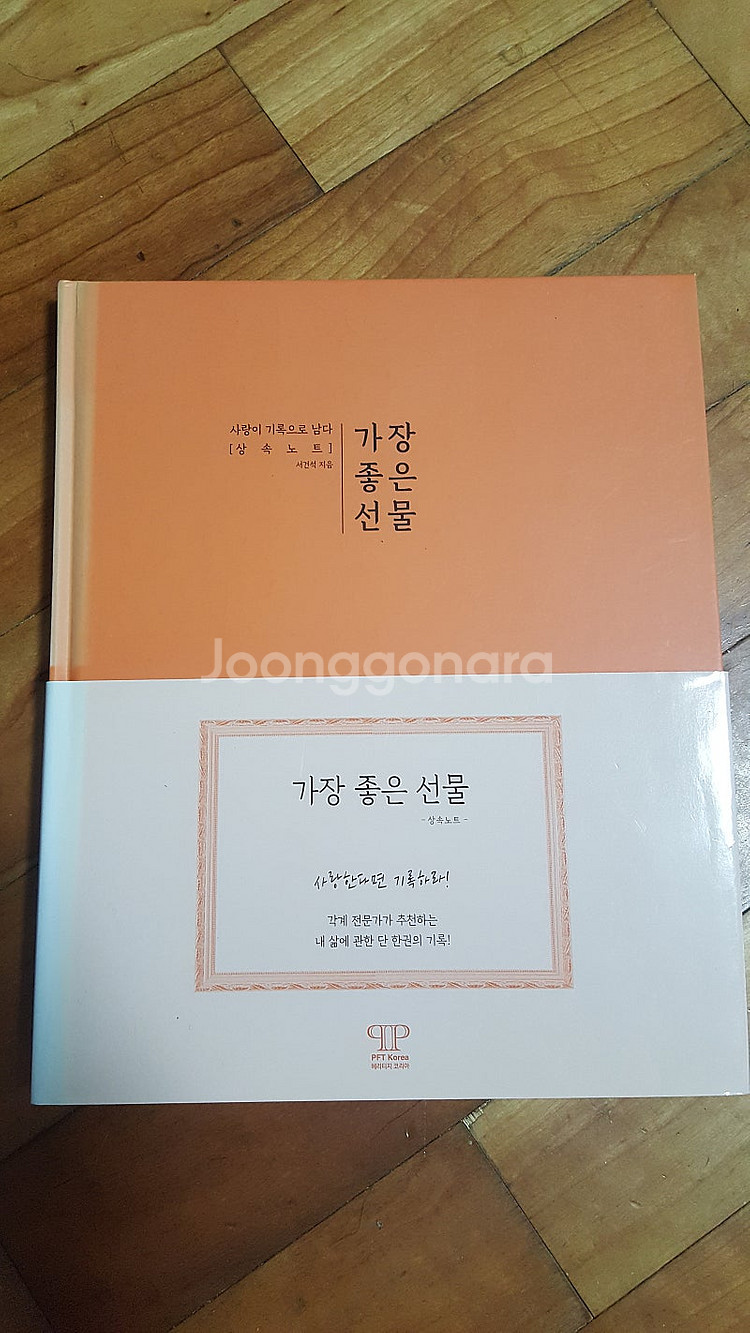 사랑이 기록으로 남다
[상 속 노 트]
서건석 지음
가장
좋은
선물
Joonggonara
가장 좋은 선물
- 상속노트 -
사랑한다면 기록하라!
각계 전문가가 추천하는
내 삶에 관한 단 한권의 기록!
PFT Korea
헤리티지 코리아